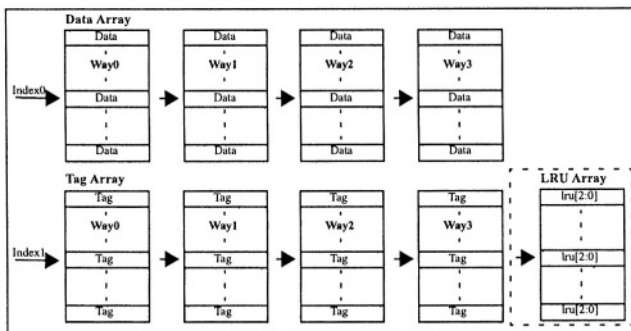 Data Array
Data Data Data Data
Way0 Way1 Way2 Way3
Index0 Data Data Data Data
Data Data Data Data
Tag Array LRU Array
Tag Tag Tag Tag lru[2:0]
Way0 Way1 Way2 Way3
Index1 Tag Tag Tag Tag lru[2:0]
Tag Tag Tag Tag lru[2:0]